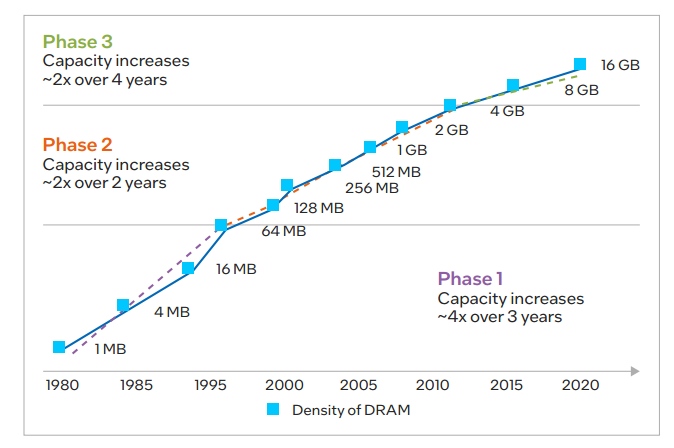 Phase 3
Capacity increases
~2x over 4 years
16 GB
8 GB
4 GB
2 GB
Phase 2
Capacity increases
~2x over 2 years
1 GB
512 MB
256 MB
128 MB
64 MB
16 MB
Phase 1
Capacity increases
~4x over 3 years
4 MB
1 MB
1980 1985 1995 2000 2005 2010 2015 2020
Density of DRAM